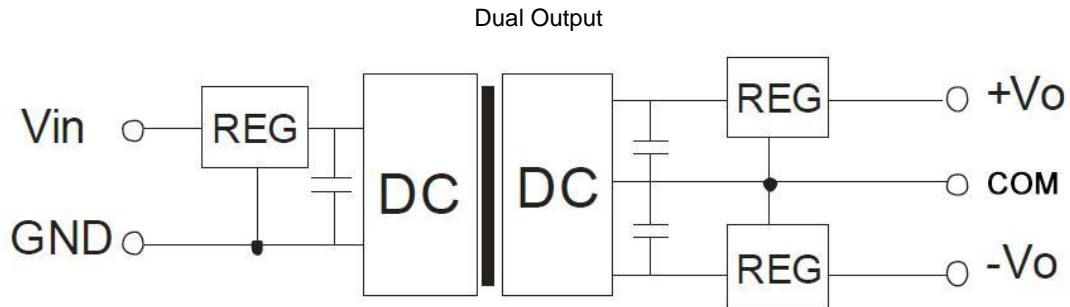 Dual Output
Vin
REG
GND
DC
DC
REG
+Vo
COM
REG
-Vo